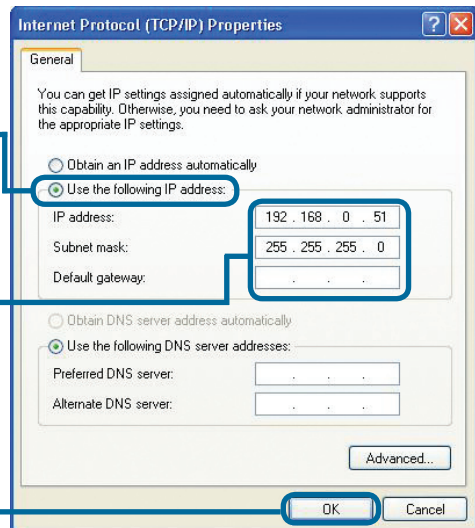 Internet Protocol (TCP/IP) Properties
General
You can get IP settings assigned automatically if your network supports
this capability. Otherwise, you need to ask your network administrator for
the appropriate IP settings.
Obtain an IP address automatically
Use the following IP address:
IP address: 192 . 168 . 0 . 51
Subnet mask: 255 . 255 . 255 . 0
Default gateway: . . .
Obtain DNS server address automatically
Use the following DNS server addresses:
Preferred DNS server: . . .
Alternate DNS server: . . .
Advanced...
OK Cancel